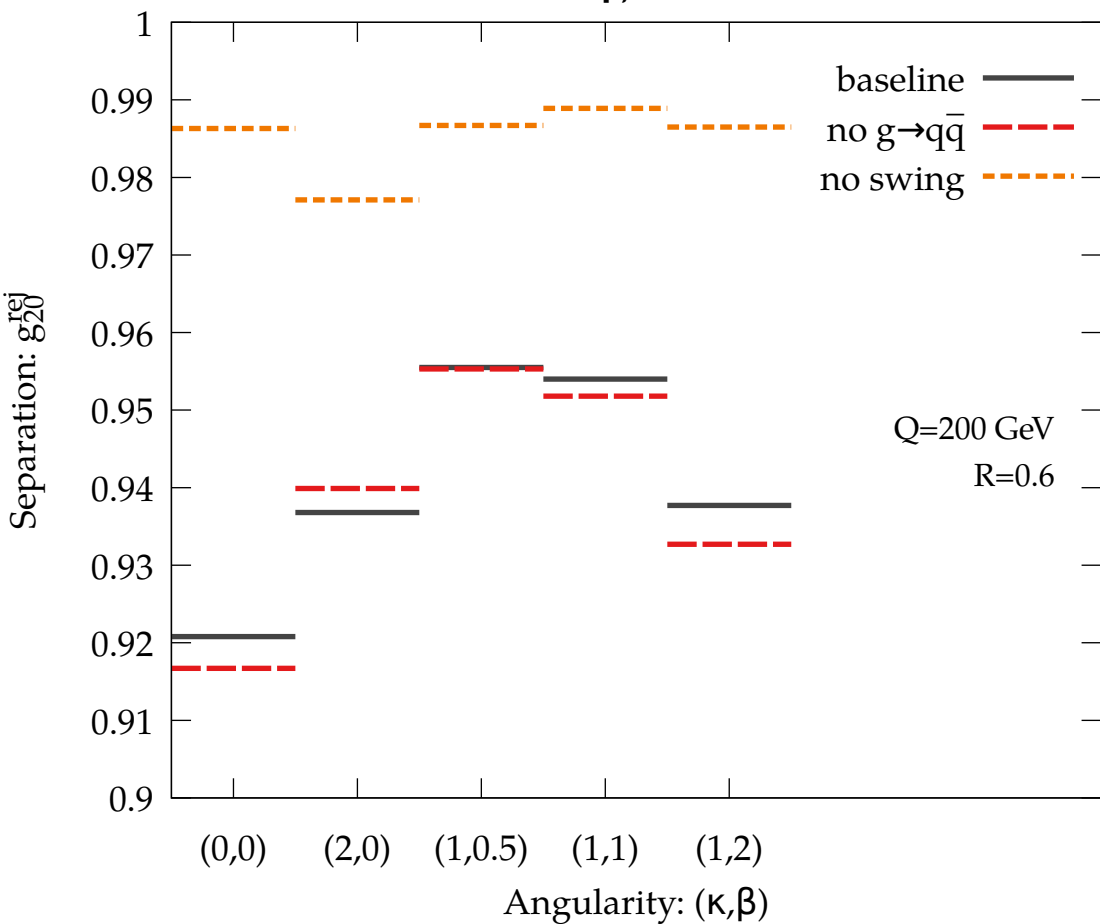 1
0.99
0.98
0.97
0.96
0.95
0.94
0.93
0.92
0.91
0.9
Separation: g20^rej
baseline
no g→qq̄
no swing
Q=200 GeV
R=0.6
(0,0) (2,0) (1,0.5) (1,1) (1,2)
Angularity: (κ,β)